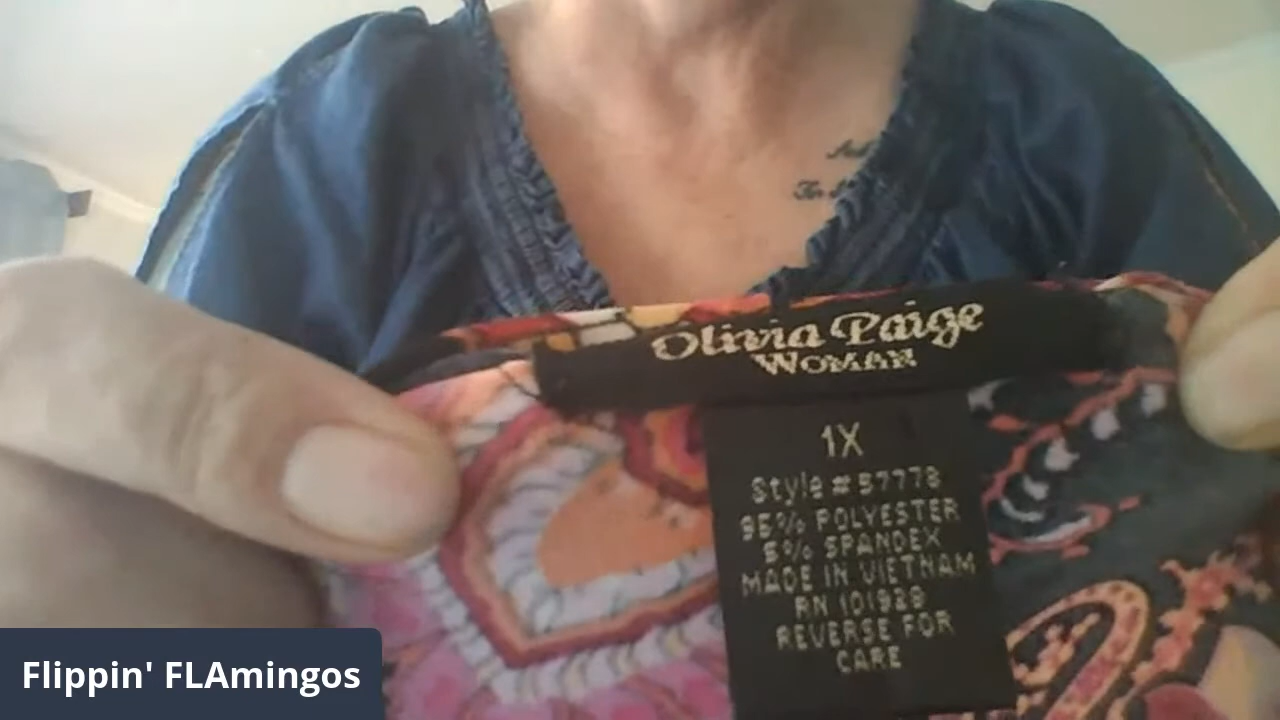 Olivia Paige
WOMAN
1X
Style # 57778
95% POLYESTER
5% SPANDEX
MADE IN VIETNAM
RN 101929
REVERSE FOR
CARE
Flippin' FLAmingos